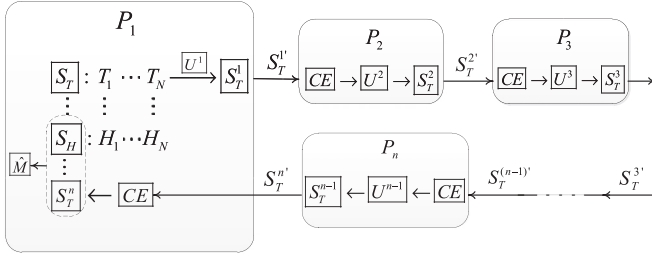 P_1
S_T : T_1 ⋯ T_N U^1 S_T^1
⋮ ⋮ ⋮
S_H : H_1 ⋯ H_N
⋮
M̂
S_T^n CE
S_T^{1'}
P_2
CE → U^2 → S_T^2
S_T^{2'}
P_3
CE → U^3 → S_T^3
S_T^{n'}
P_n
S_T^{n-1} ← U^{n-1} ← CE
S_T^{(n-1)'}
S_T^{3'}